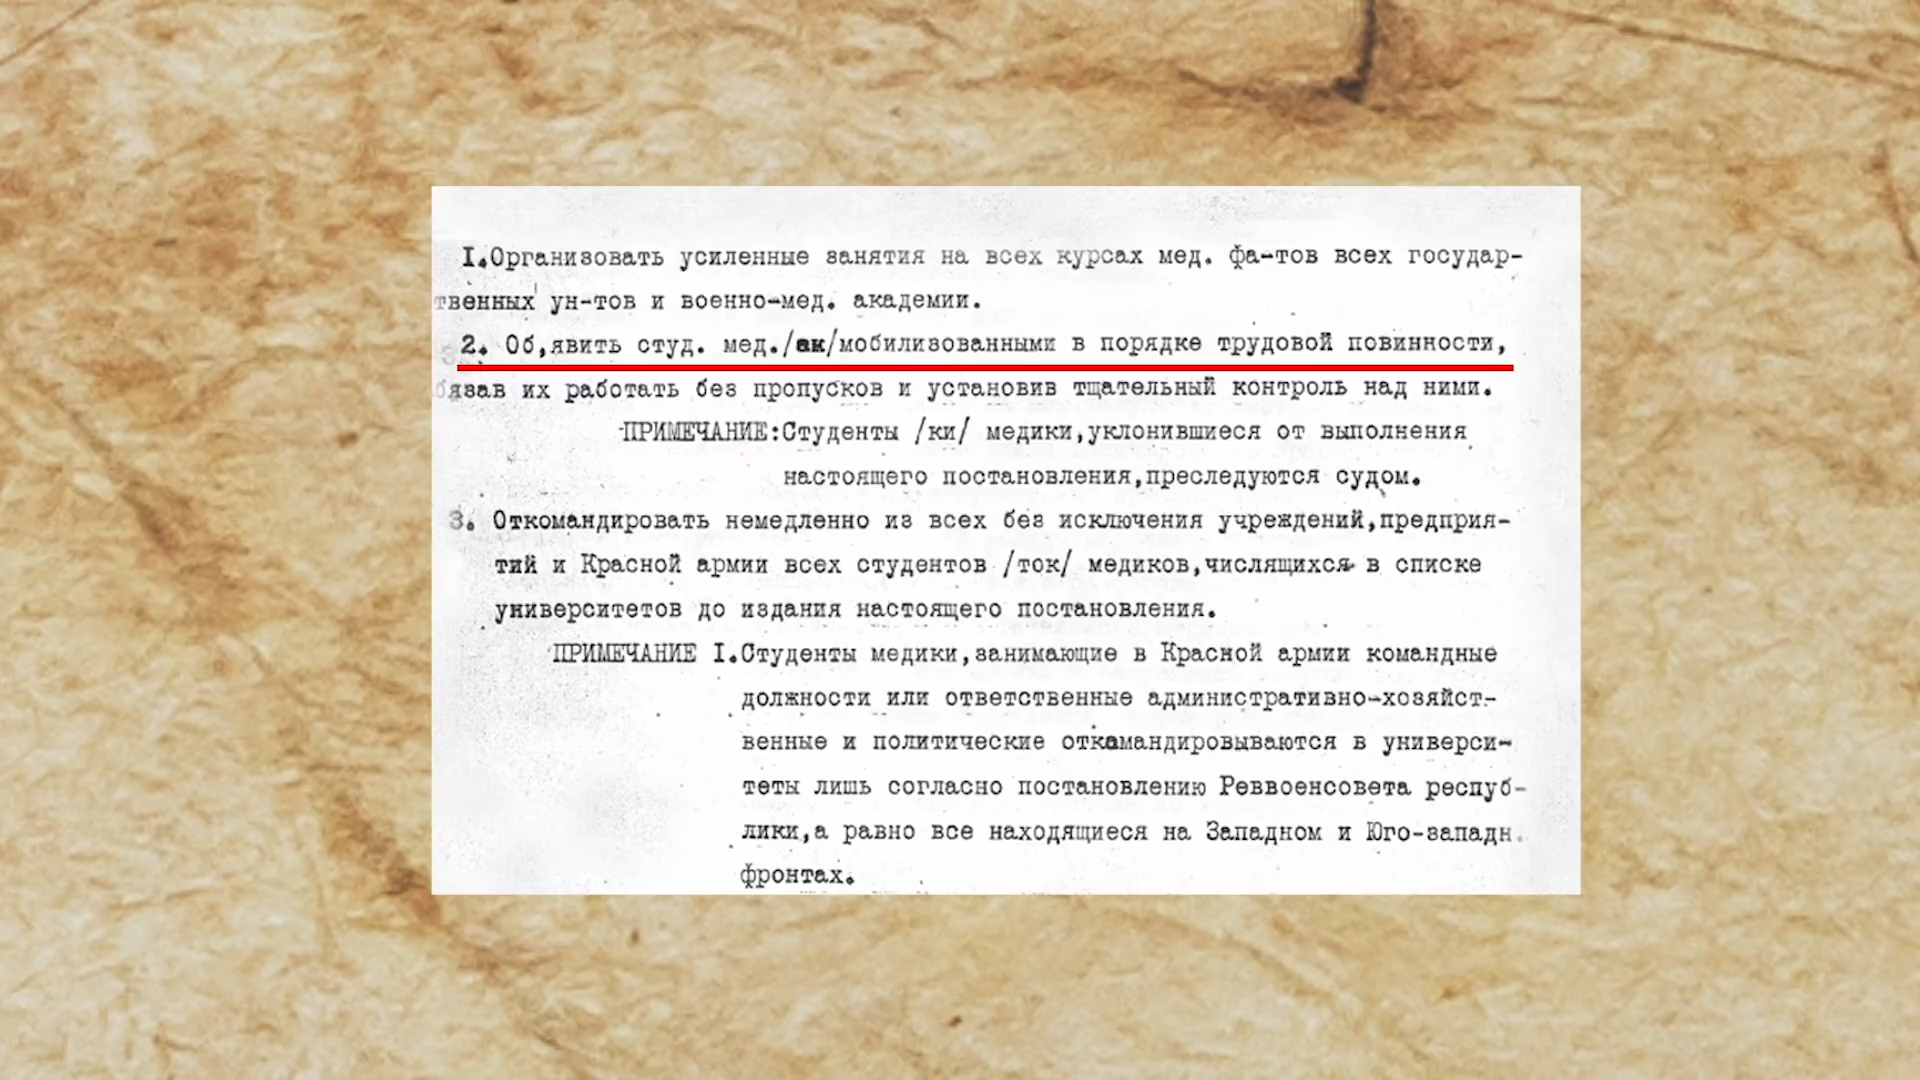 I.Организовать усиленные занятия на всех курсах мед. фа-тов всех государ-
твенных ун-тов и военно-мед. академии.
2. Об,явить студ. мед./ак/мобилизованными в порядке трудовой повинности,
бязав их работать без пропусков и установив тщательный контроль над ними.
ПРИМЕЧАНИЕ:Студенты /ки/ медики,уклонившиеся от выполнения
настоящего постановления,преследуются судом.
3. Откомандировать немедленно из всех без исключения учреждений,предприя-
тий и Красной армии всех студентов /ток/ медиков,числящихся в списке
университетов до издания настоящего постановления.
ПРИМЕЧАНИЕ I.Студенты медики,занимающие в Красной армии командные
должности или ответственные административно-хозяйст-
венные и политические откамандировываются в универси-
теты лишь согласно постановлению Реввоенсовета респуб-
лики,а равно все находящиеся на Западном и Юго-западн.
фронтах.